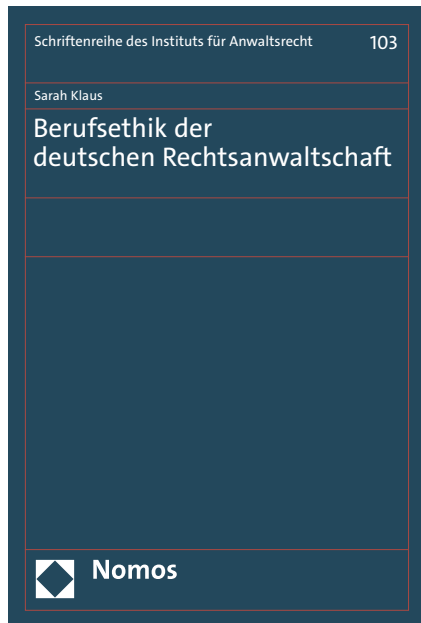 Schriftenreihe des Instituts für Anwaltsrecht 103
Sarah Klaus
Berufsethik der
deutschen Rechtsanwaltschaft
Nomos